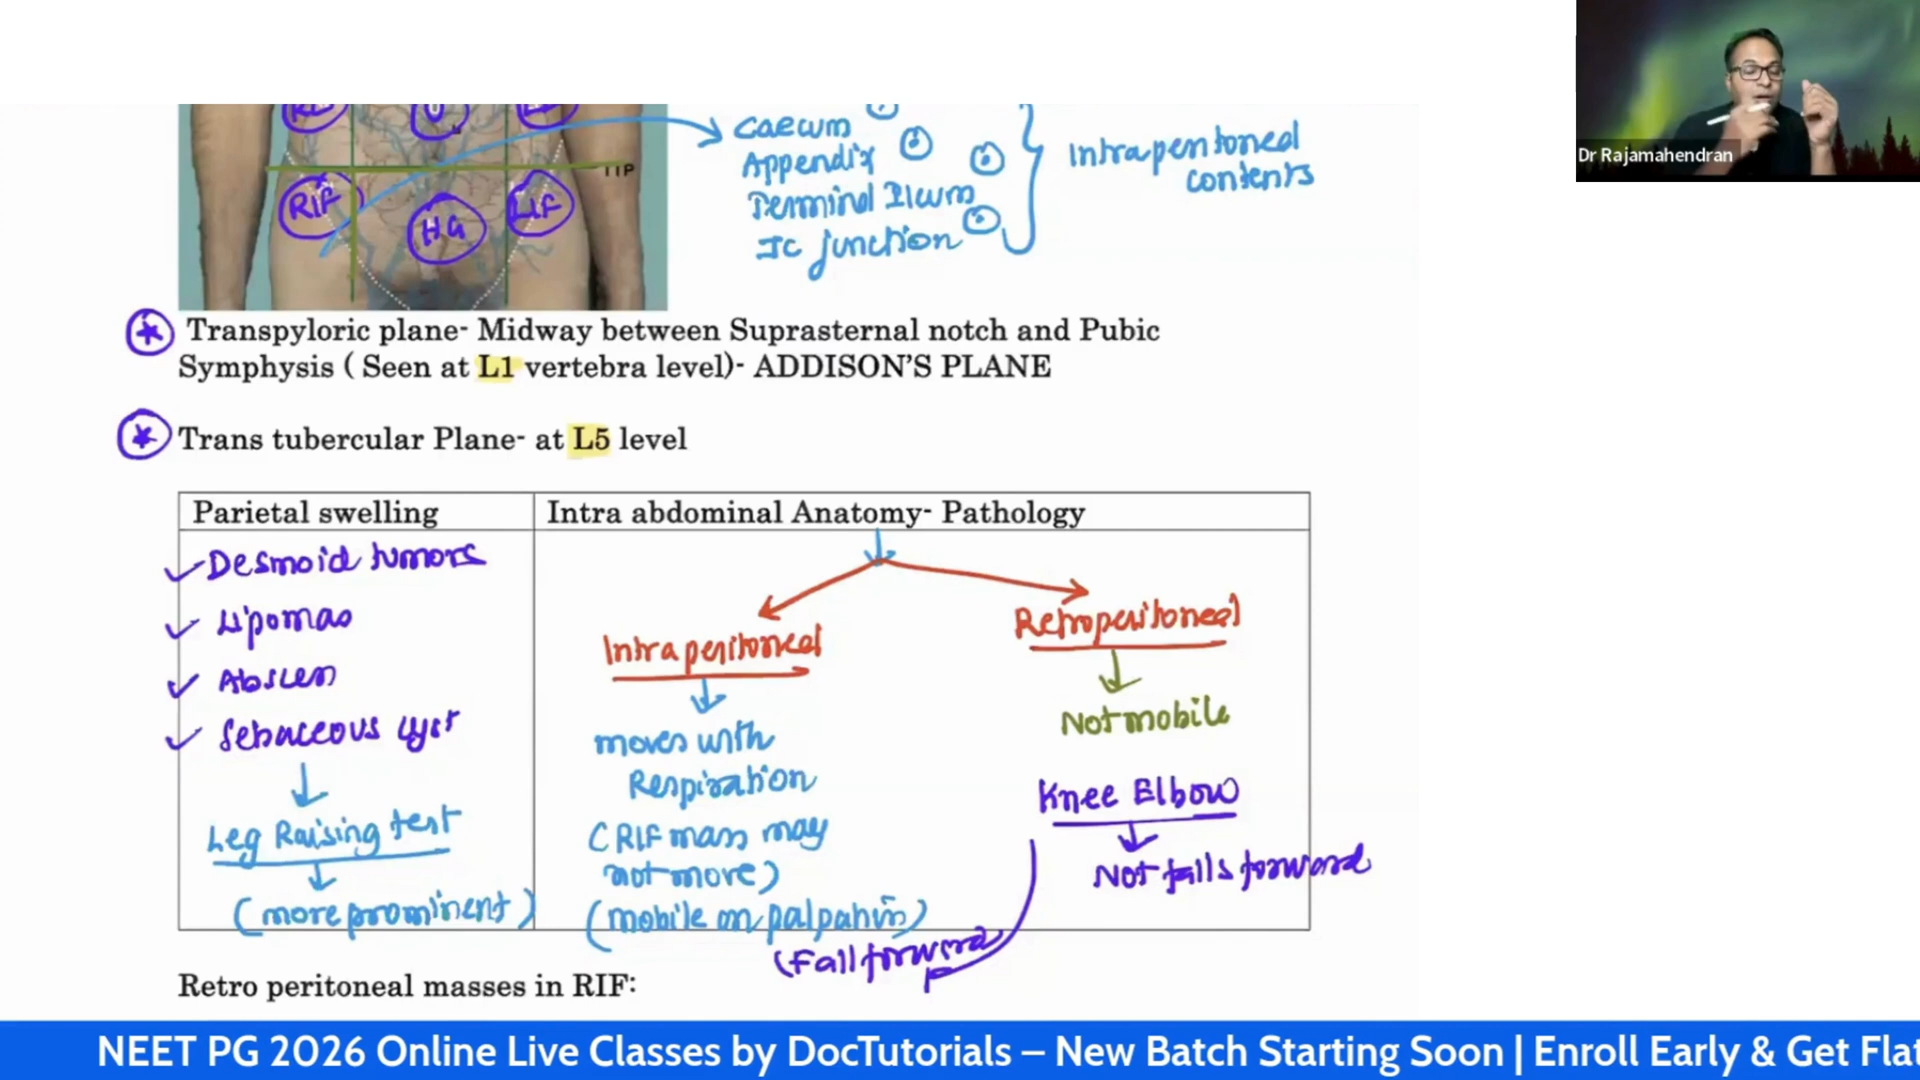 Dr Rajamahendran
Caecum
Appendix
Terminal Ileum
IC junction
Intraperitoneal
contents
TTP
RIF
HG
LIF
Transpyloric plane- Midway between Suprasternal notch and Pubic
Symphysis ( Seen at L1 vertebra level)- ADDISON'S PLANE
Trans tubercular Plane- at L5 level
Parietal swelling
Intra abdominal Anatomy- Pathology
Desmoid tumors
Lipomas
Abscess
Sebaceous cyst
Leg Raising test
(more prominent)
Intraperitoneal
moves with
Respiration
(RIF mass may
not move)
(mobile on palpation)
(Fall forward
Retroperitoneal
Not mobile
Knee Elbow
Not falls forward
Retro peritoneal masses in RIF:
NEET PG 2026 Online Live Classes by DocTutorials – New Batch Starting Soon | Enroll Early & Get Flat